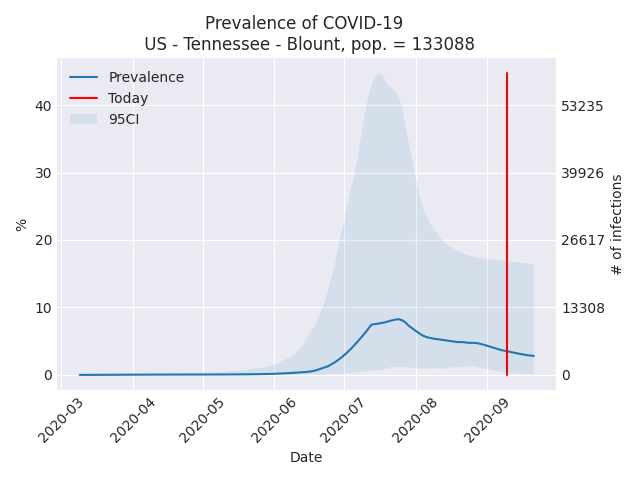 Prevalence of COVID-19
US - Tennessee - Blount, pop. = 133088
Prevalence
Today
95CI
%
40
30
20
10
0
53235
39926
26617
13308
0
# of infections
2020-03
2020-04
2020-05
2020-06
2020-07
2020-08
2020-09
Date